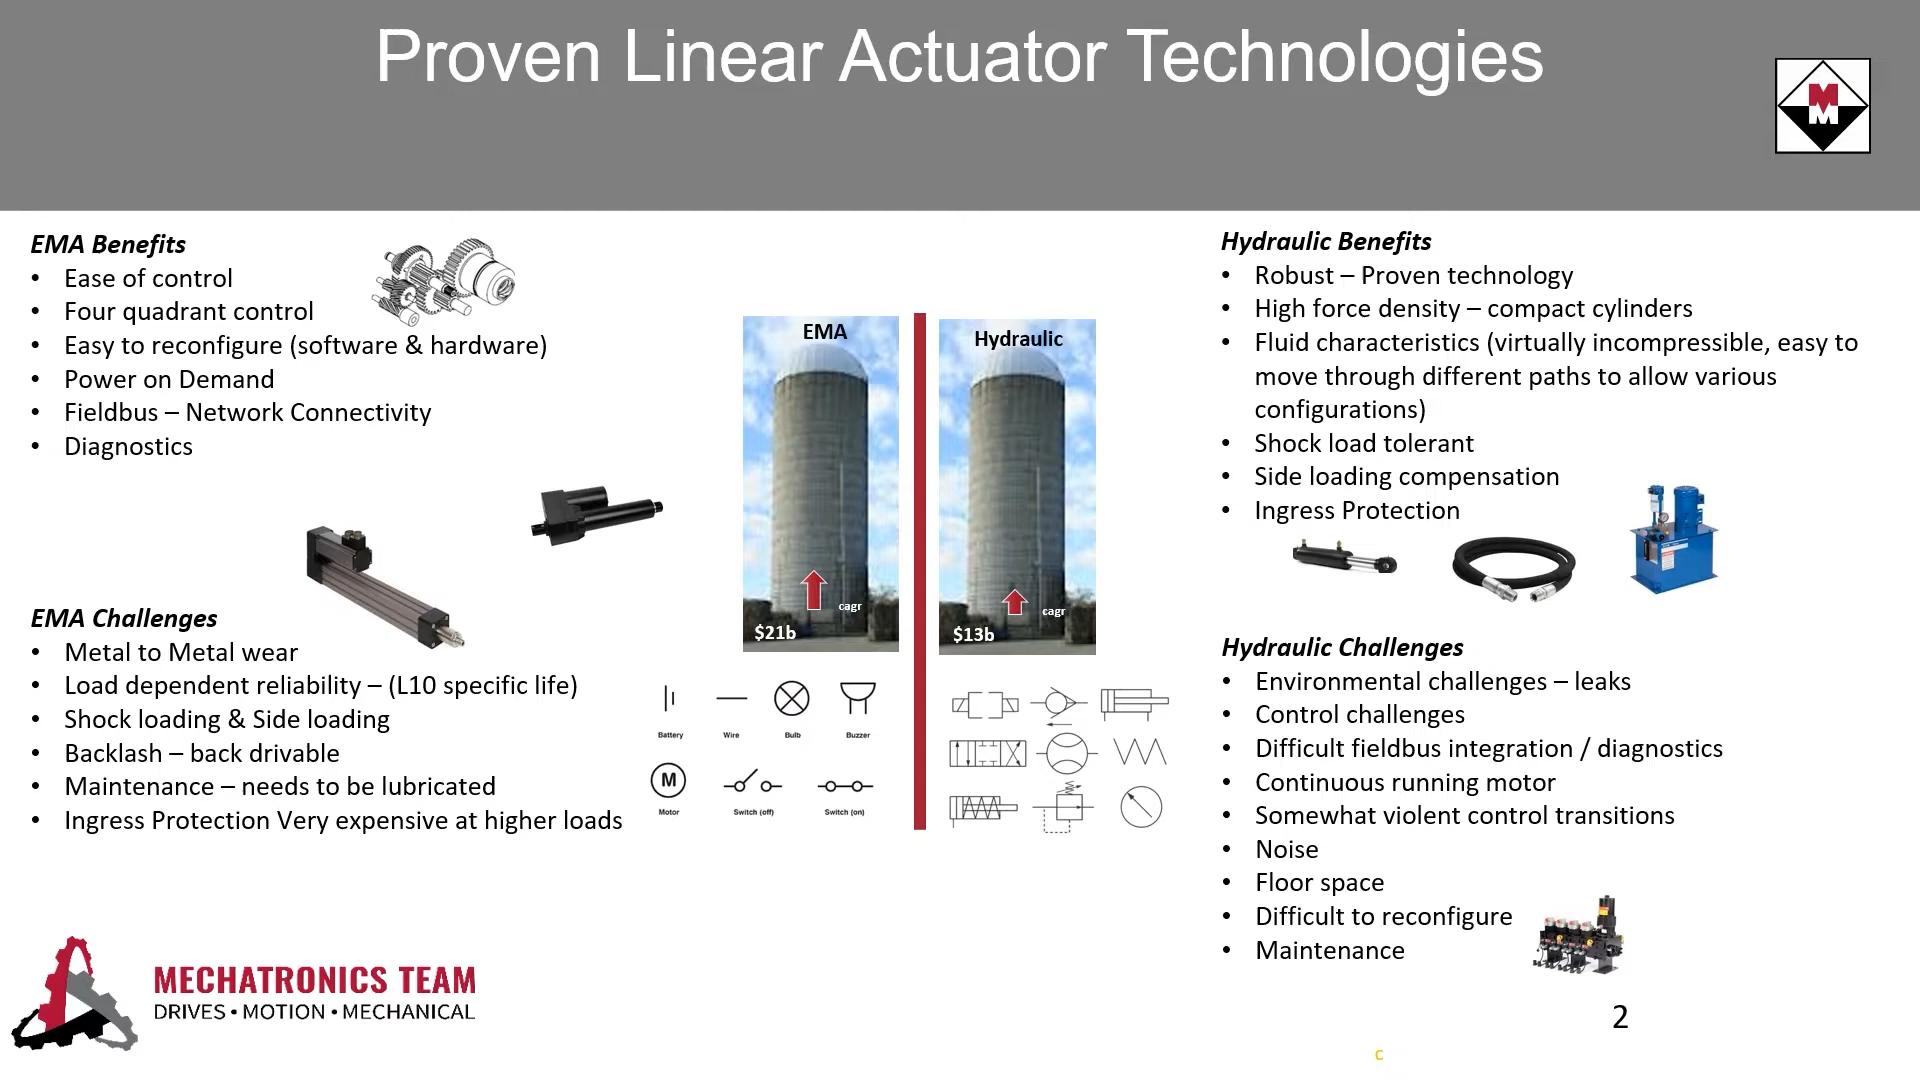 Proven Linear Actuator Technologies
M
M
EMA Benefits
• Ease of control
• Four quadrant control
• Easy to reconfigure (software & hardware)
• Power on Demand
• Fieldbus – Network Connectivity
• Diagnostics
EMA Challenges
• Metal to Metal wear
• Load dependent reliability – (L10 specific life)
• Shock loading & Side loading
• Backlash – back drivable
• Maintenance – needs to be lubricated
• Ingress Protection Very expensive at higher loads
EMA
cagr
$21b
Hydraulic
cagr
$13b
Battery Wire Bulb Buzzer
M
Motor Switch (off) Switch (on)
Hydraulic Benefits
• Robust – Proven technology
• High force density – compact cylinders
• Fluid characteristics (virtually incompressible, easy to
move through different paths to allow various
configurations)
• Shock load tolerant
• Side loading compensation
• Ingress Protection
Hydraulic Challenges
• Environmental challenges – leaks
• Control challenges
• Difficult fieldbus integration / diagnostics
• Continuous running motor
• Somewhat violent control transitions
• Noise
• Floor space
• Difficult to reconfigure
• Maintenance
MECHATRONICS TEAM
DRIVES • MOTION • MECHANICAL
2
c